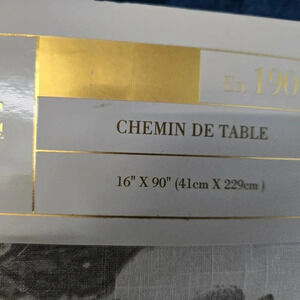 CHEMIN DE TABLE
16" X 90" (41cm X 229cm)